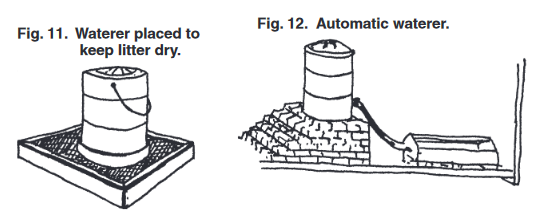 Fig. 11. Waterer placed to
keep litter dry.
Fig. 12. Automatic waterer.